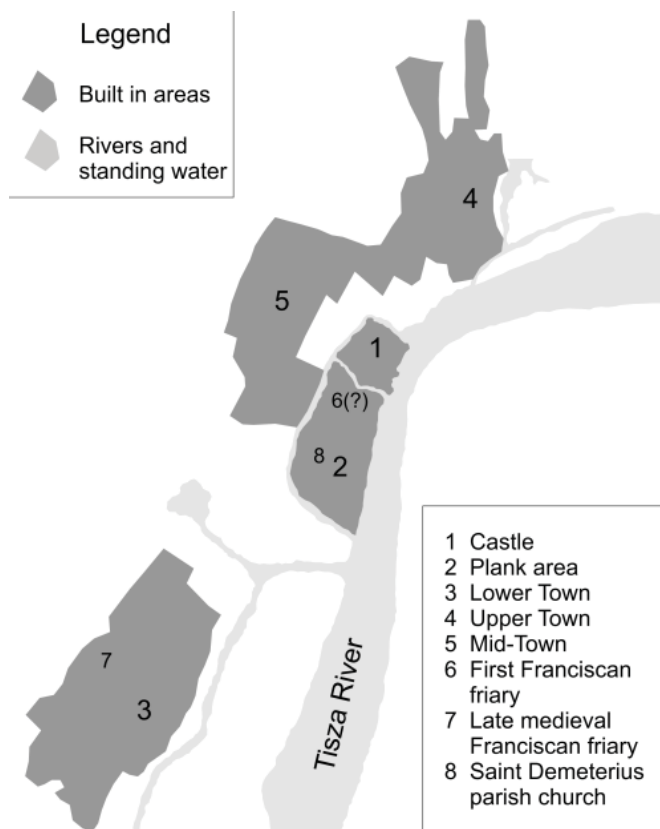 Legend
Built in areas
Rivers and
standing water
4
5
1
6(?)
8
2
7
3
Tisza River
1 Castle
2 Plank area
3 Lower Town
4 Upper Town
5 Mid-Town
6 First Franciscan
friary
7 Late medieval
Franciscan friary
8 Saint Demeterius
parish church